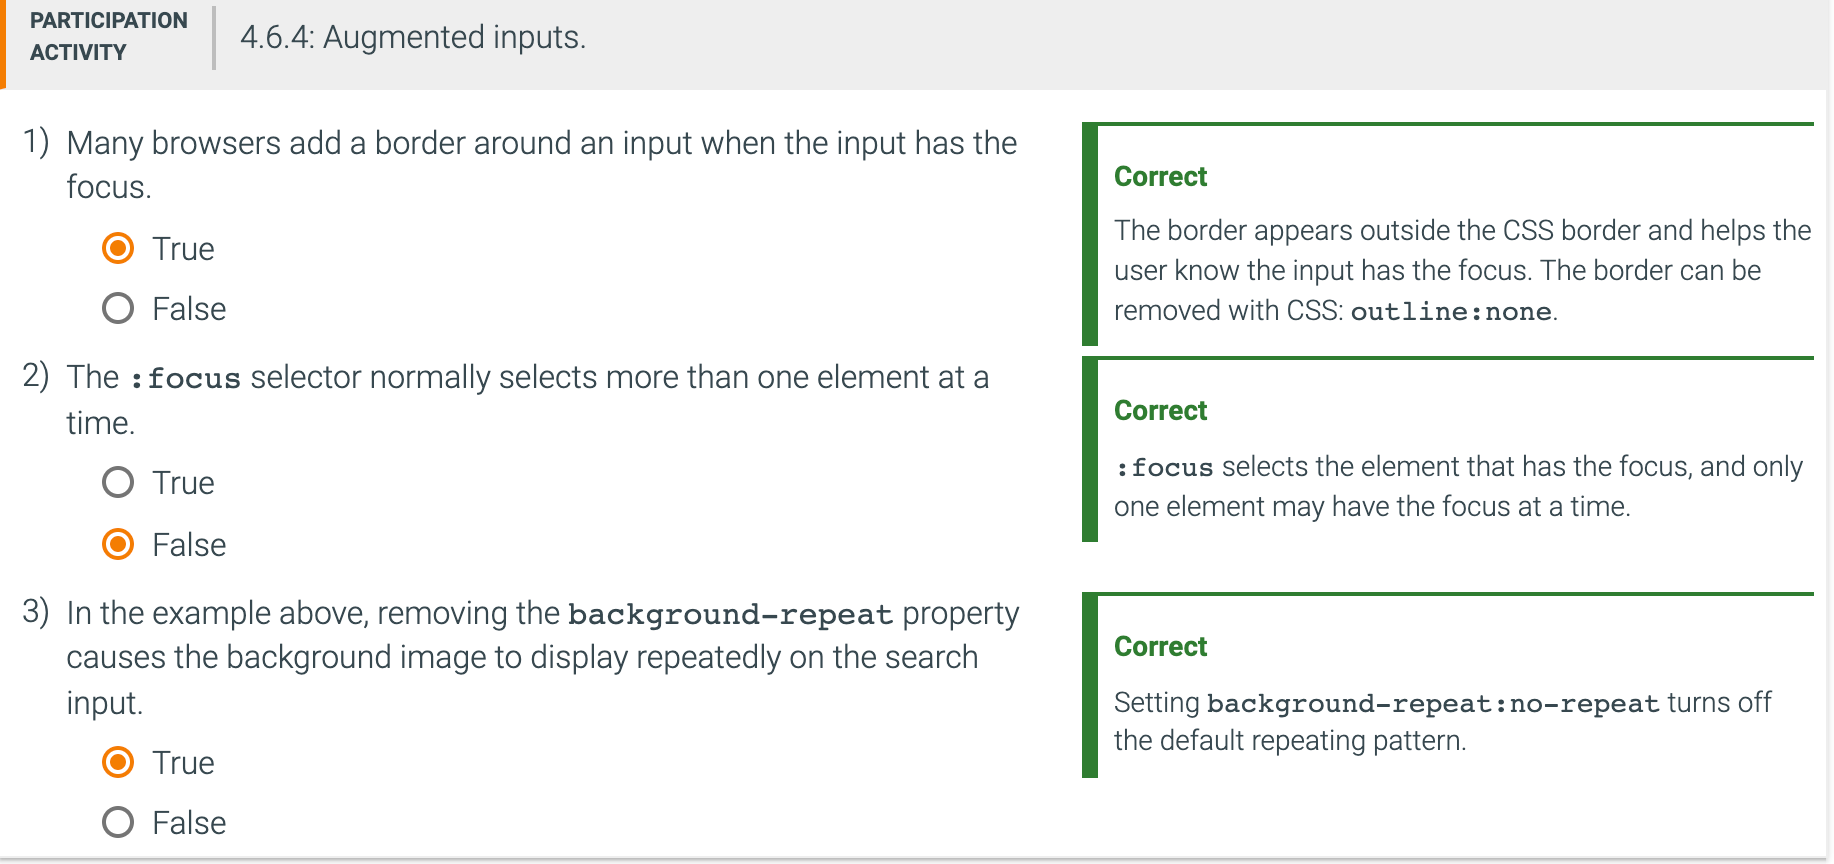 PARTICIPATION
ACTIVITY
4.6.4: Augmented inputs.
1) Many browsers add a border around an input when the input has the
focus.
True
False
Correct
The border appears outside the CSS border and helps the
user know the input has the focus. The border can be
removed with CSS: outline:none.
2) The :focus selector normally selects more than one element at a
time.
True
False
Correct
:focus selects the element that has the focus, and only
one element may have the focus at a time.
3) In the example above, removing the background-repeat property
causes the background image to display repeatedly on the search
input.
True
False
Correct
Setting background-repeat:no-repeat turns off
the default repeating pattern.